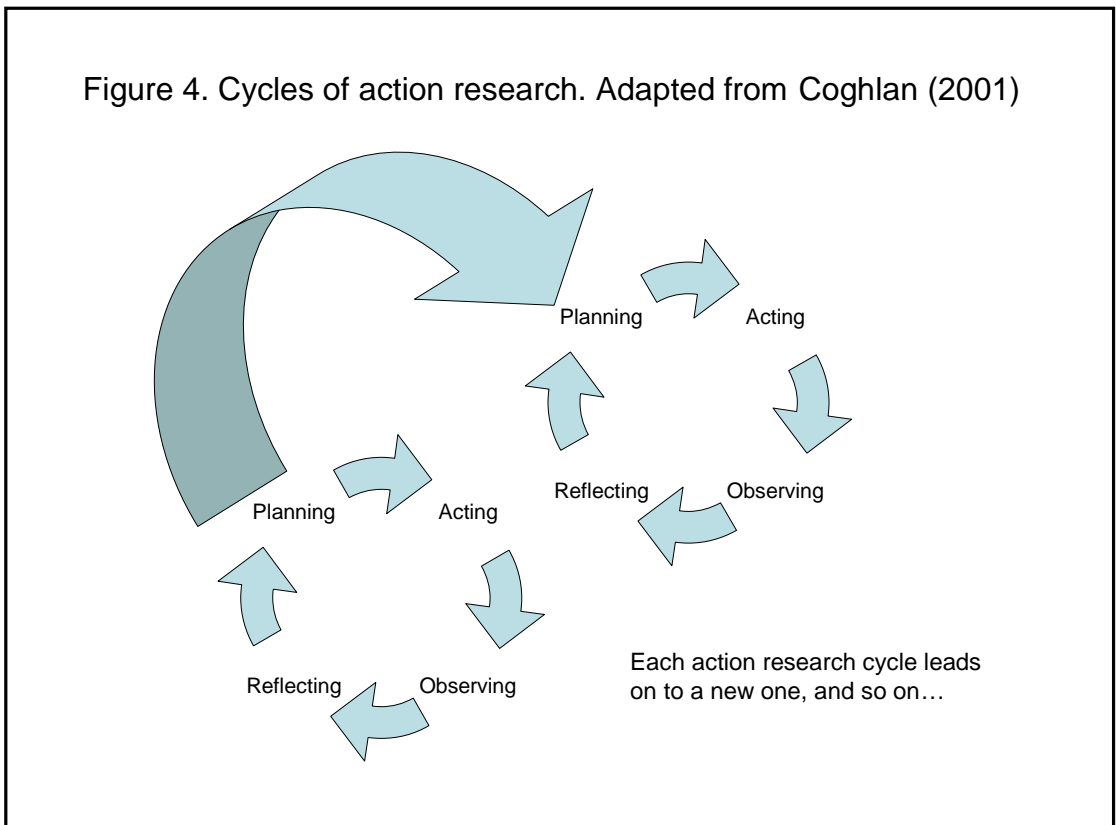 Figure 4. Cycles of action research. Adapted from Coghlan (2001)
Planning
Acting
Reflecting
Observing
Planning
Acting
Reflecting
Observing
Each action research cycle leads
on to a new one, and so on…